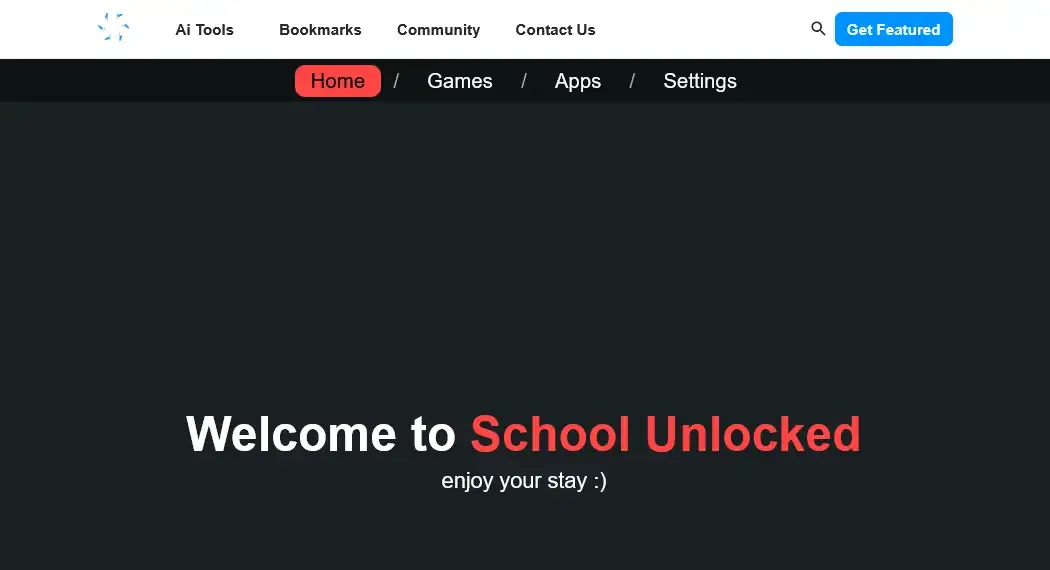 Ai Tools Bookmarks Community Contact Us Get Featured
Home / Games / Apps / Settings
Welcome to School Unlocked
enjoy your stay :)